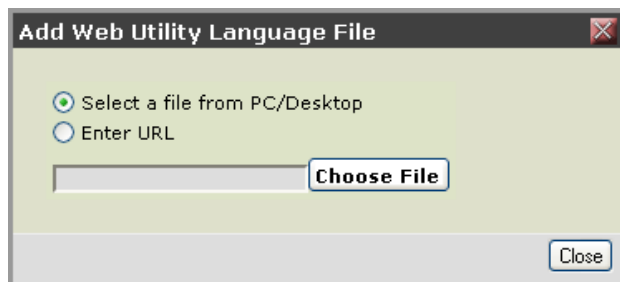 Add Web Utility Language File
Select a file from PC/Desktop
Enter URL
Choose File
Close